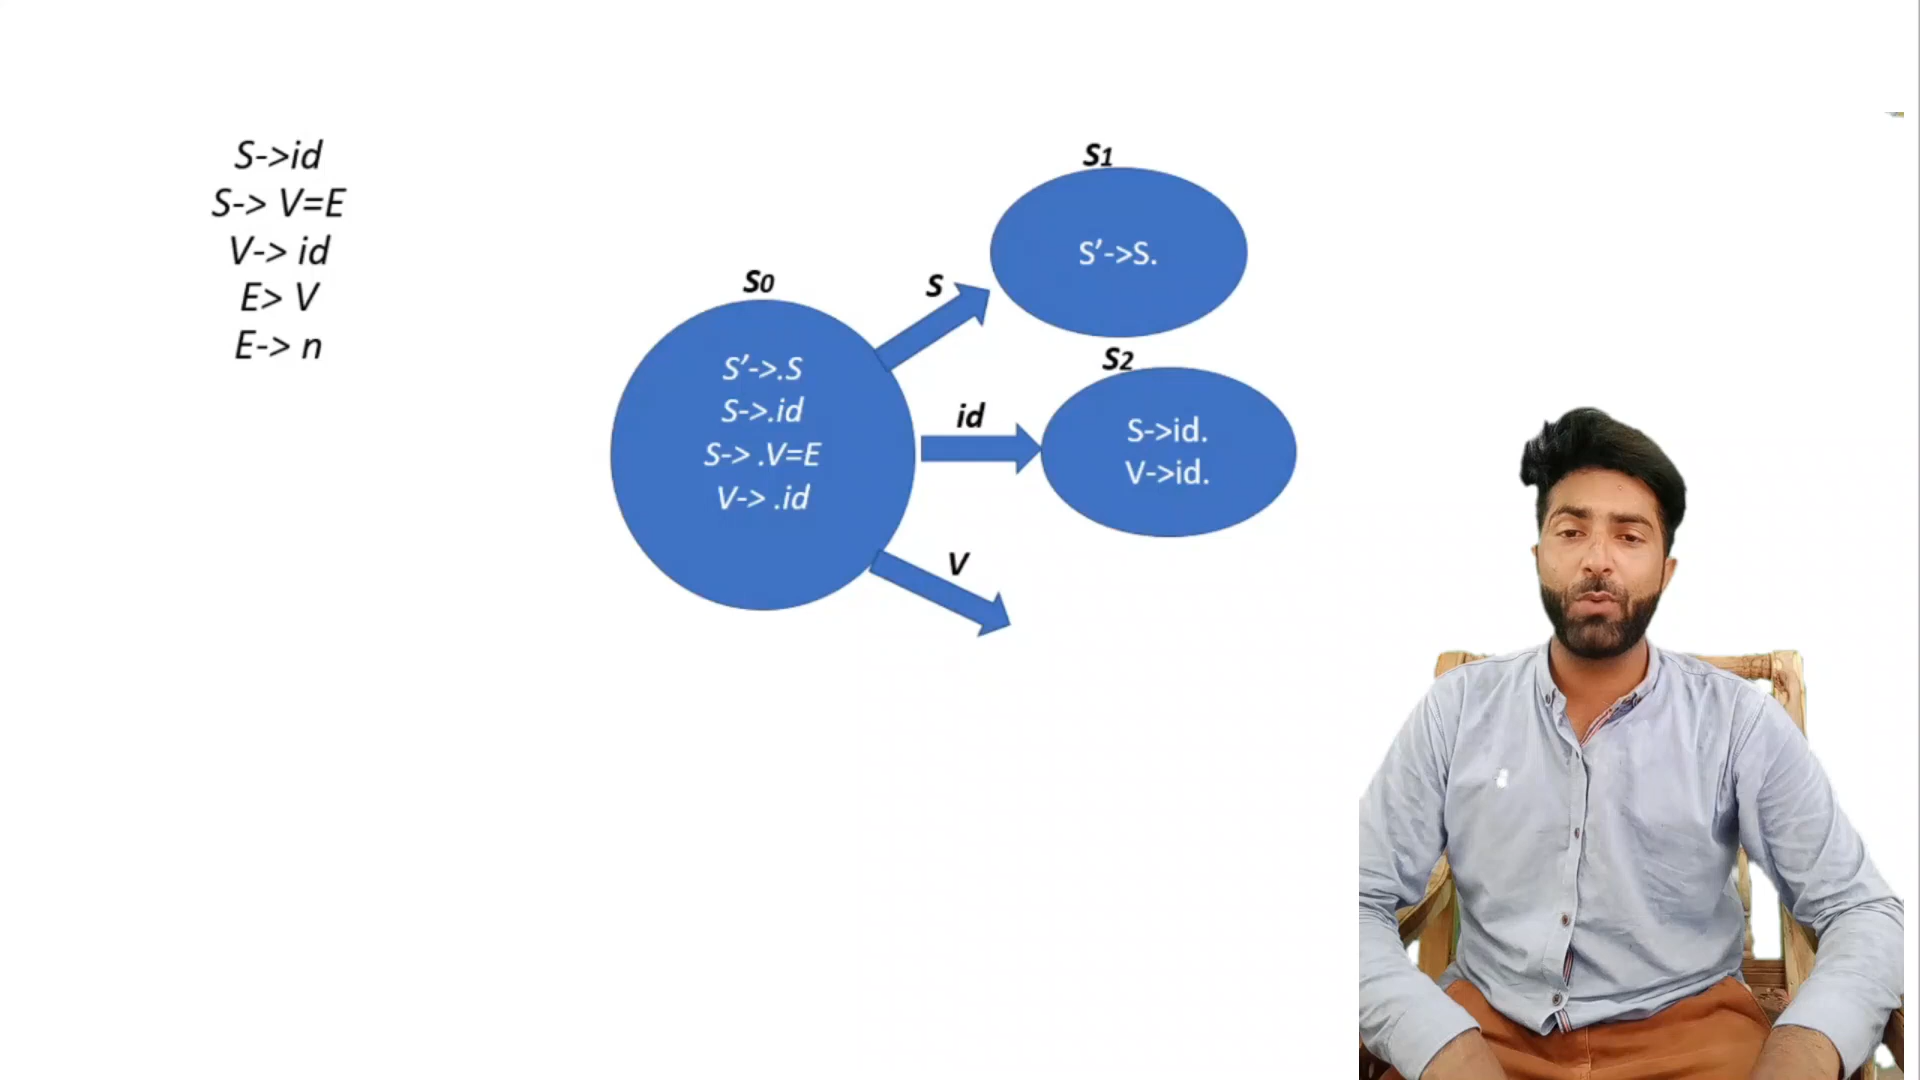 S->id
S-> V=E
V-> id
E> V
E-> n
S0
S'->.S
S->.id
S-> .V=E
V-> .id
S
S1
S'->S.
id
S2
S->id.
V->id.
V